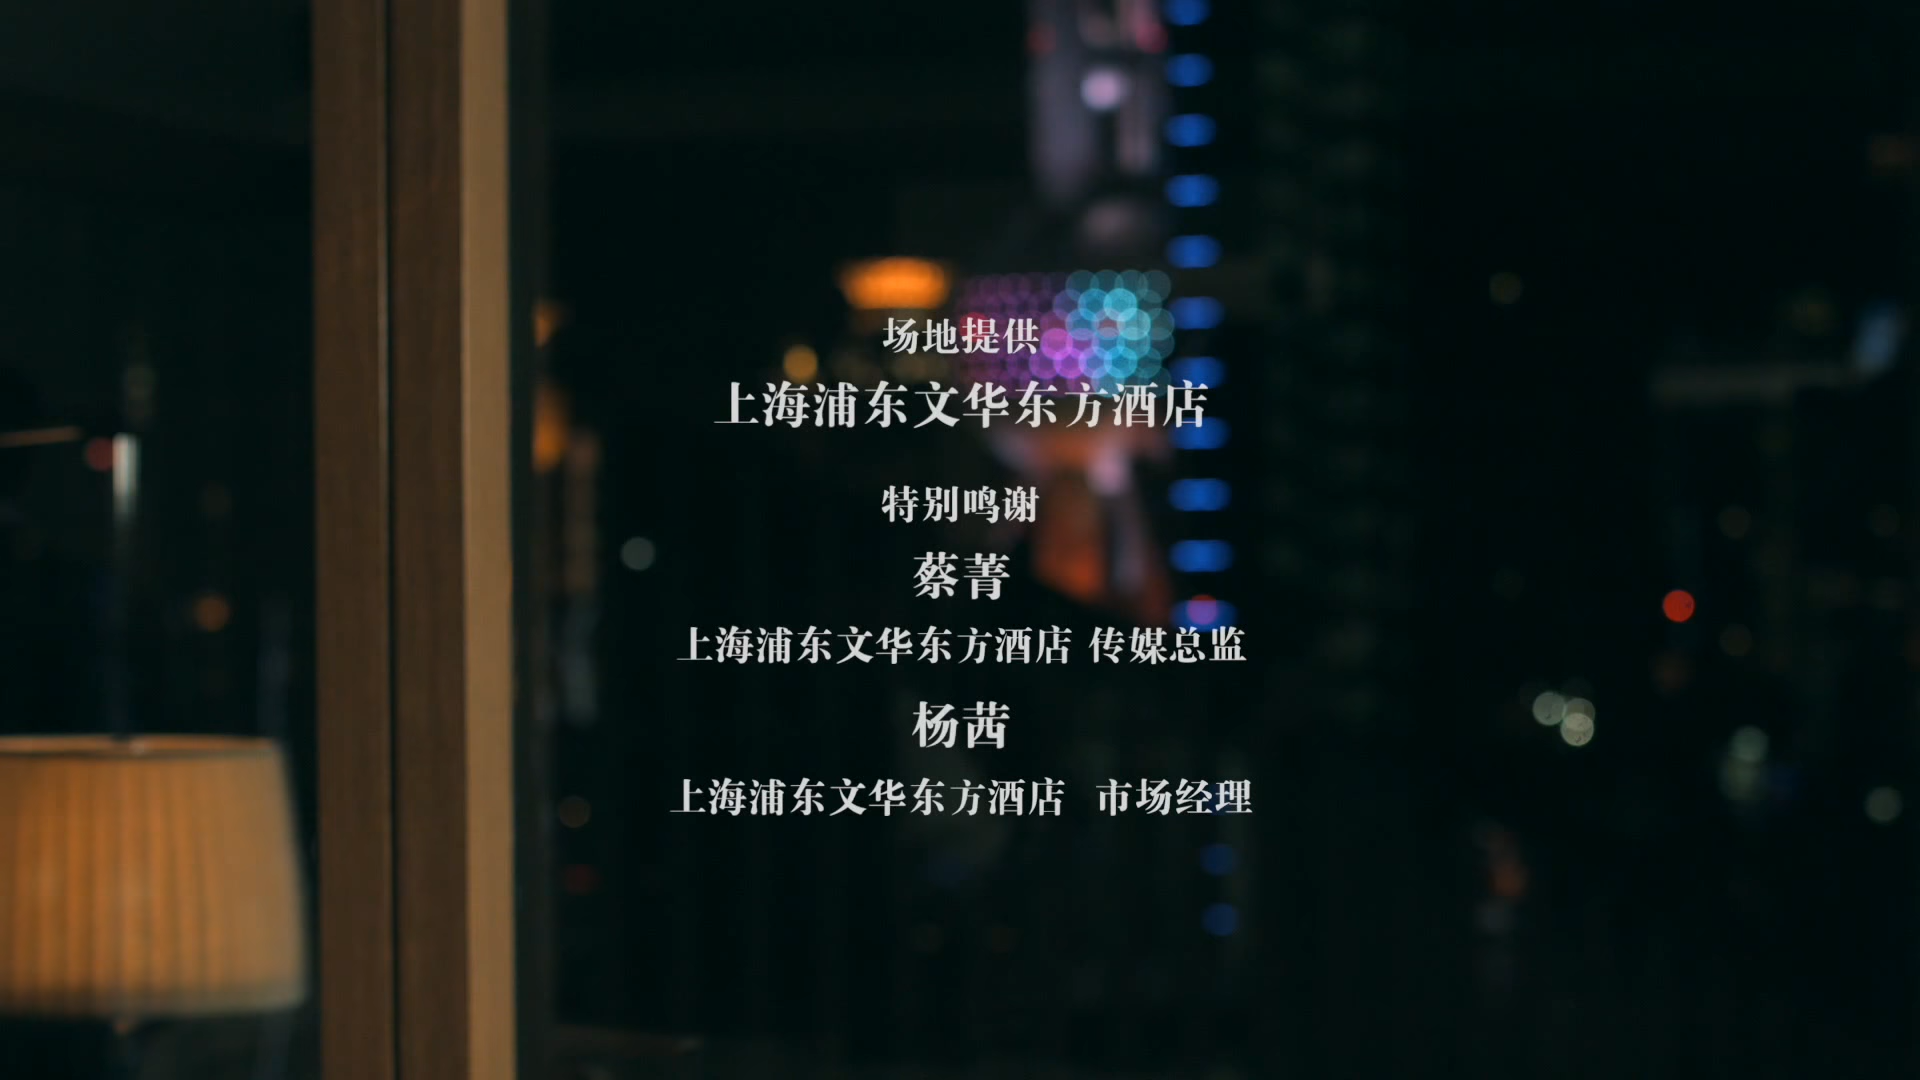 场地提供
上海浦东文华东方酒店
特别鸣谢
蔡菁
上海浦东文华东方酒店 传媒总监
杨茜
上海浦东文华东方酒店 市场经理